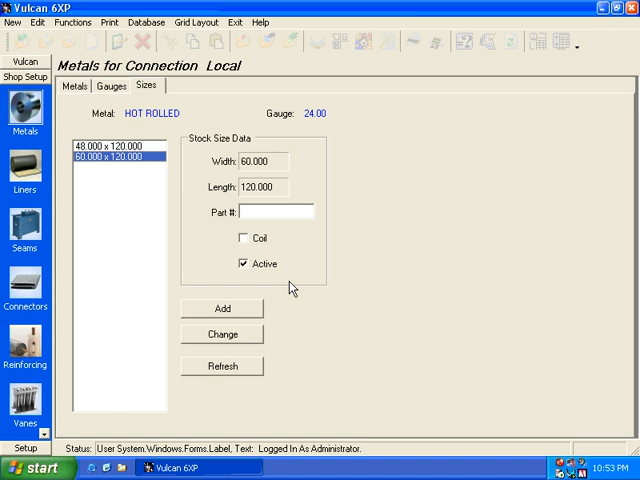 Vulcan 6XP
New Edit Functions Print Database Grid Layout Exit Help
Vulcan
Shop Setup
Metals for Connection Local
Metals Gauges Sizes
Metal: HOT ROLLED Gauge: 24.00
48.000 x 120.000
60.000 x 120.000
Stock Size Data
Width: 60.000
Length: 120.000
Part #:
Coil
Active
Add
Change
Refresh
Metals
Liners
Seams
Connectors
Reinforcing
Vanes
Setup
Status: User System.Windows.Forms.Label, Text: Logged In As Administrator.
start Vulcan 6XP 10:53 PM